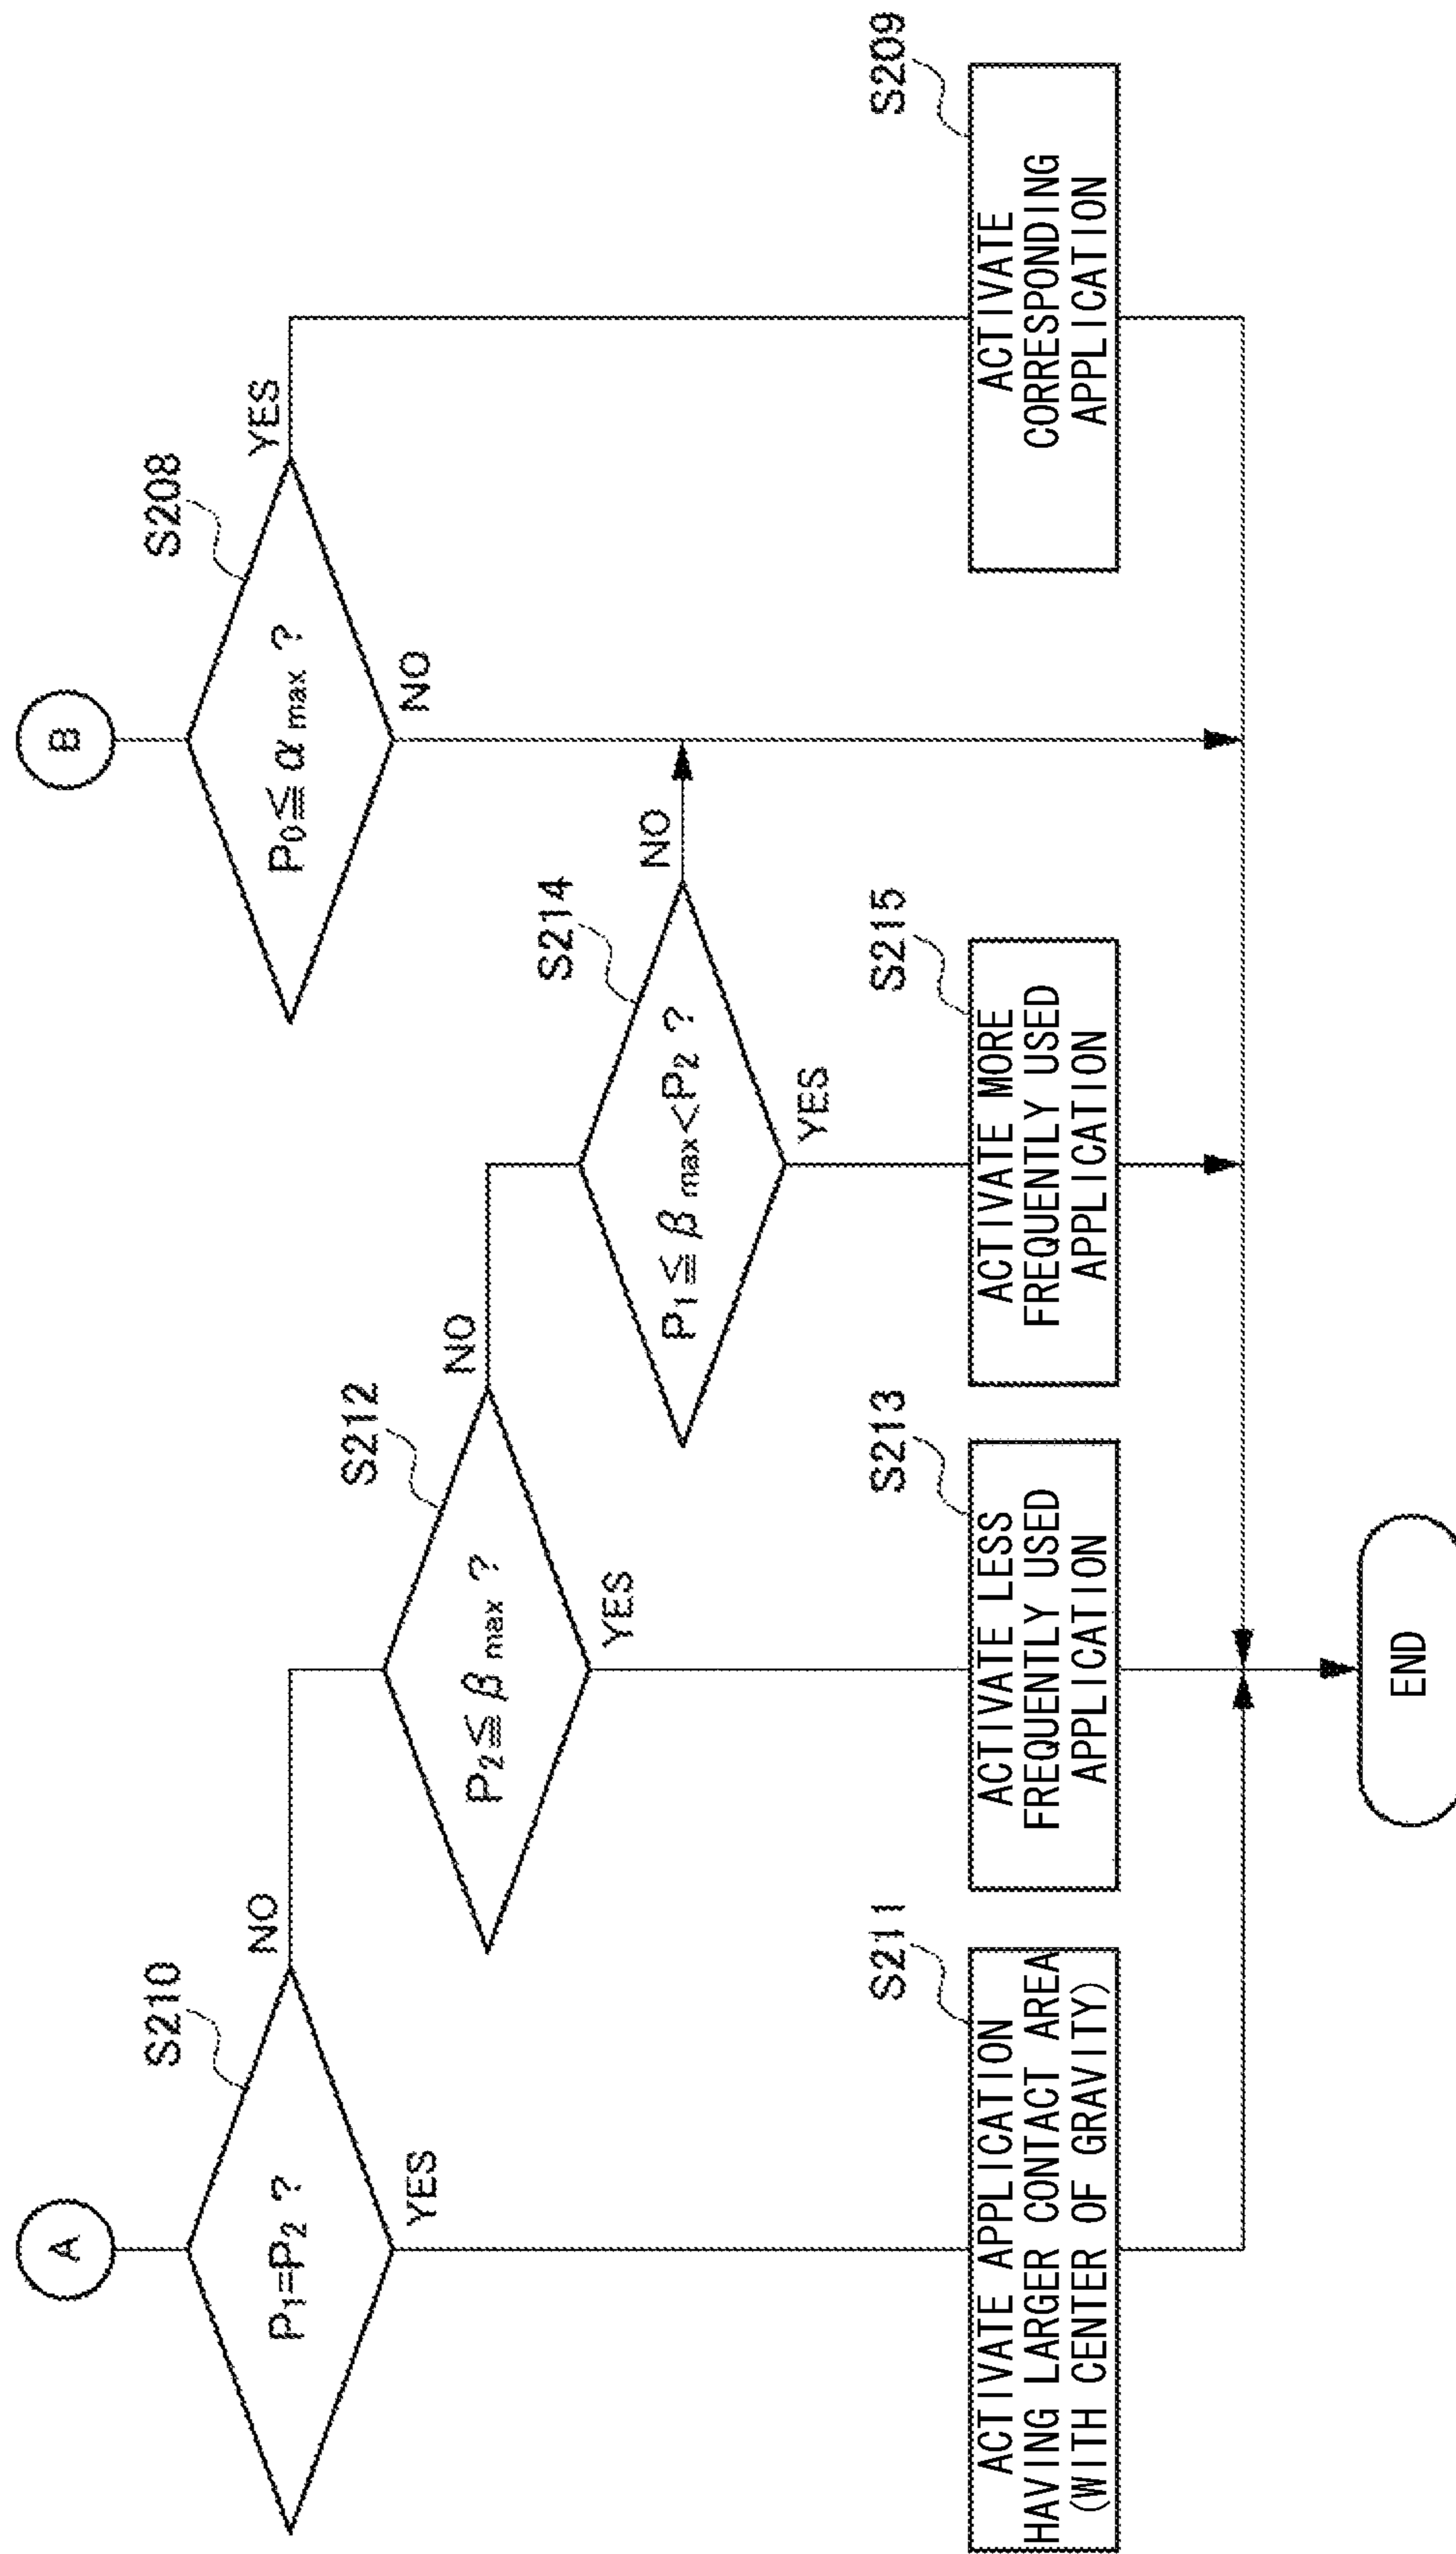 A
S210
P1=P2 ?
YES
NO
S212
P2≦βmax ?
YES
NO
S214
P1≦βmax<P2 ?
YES
NO
B
S208
P0≦αmax ?
YES
NO
S211
ACTIVATE APPLICATION
HAVING LARGER CONTACT AREA
(WITH CENTER OF GRAVITY)
S213
ACTIVATE LESS
FREQUENTLY USED
APPLICATION
S215
ACTIVATE MORE
FREQUENTLY USED
APPLICATION
S209
ACTIVATE
CORRESPONDING
APPLICATION
END